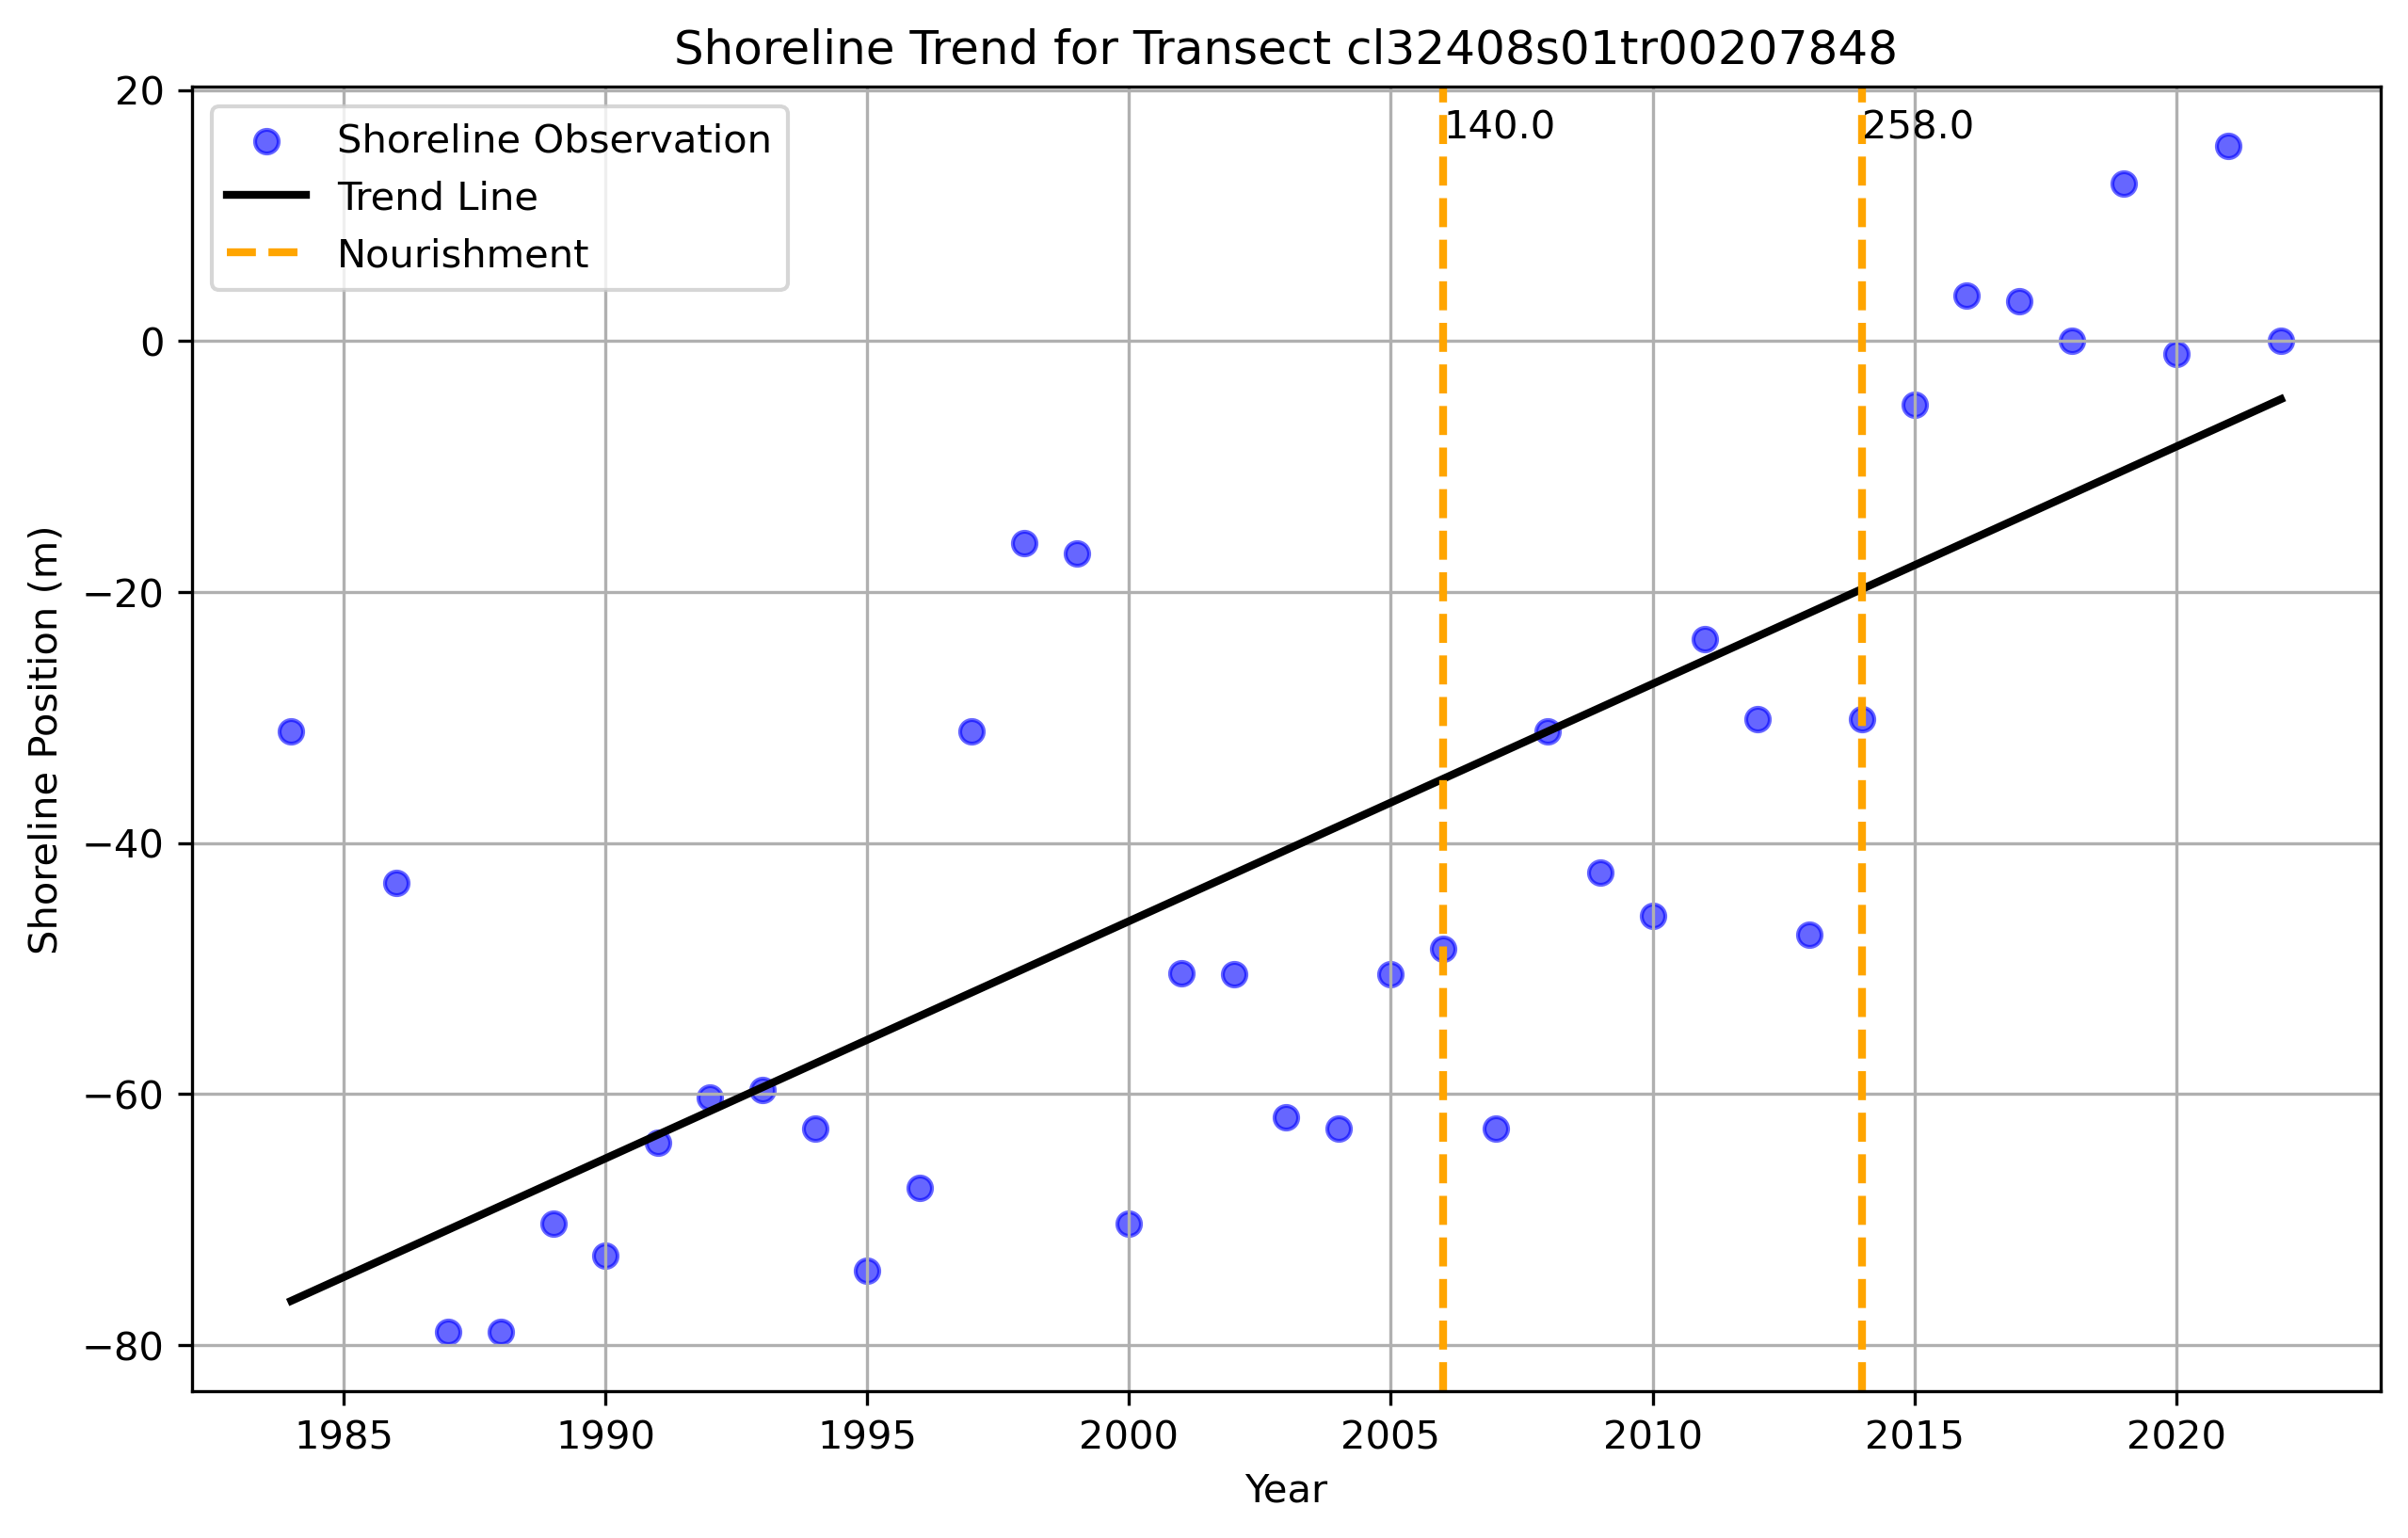 Shoreline Trend for Transect cl32408s01tr00207848
20
0
−20
−40
−60
−80
Shoreline Position (m)
Shoreline Observation
Trend Line
Nourishment
140.0
258.0
1985
1990
1995
2000
2005
2010
2015
2020
Year